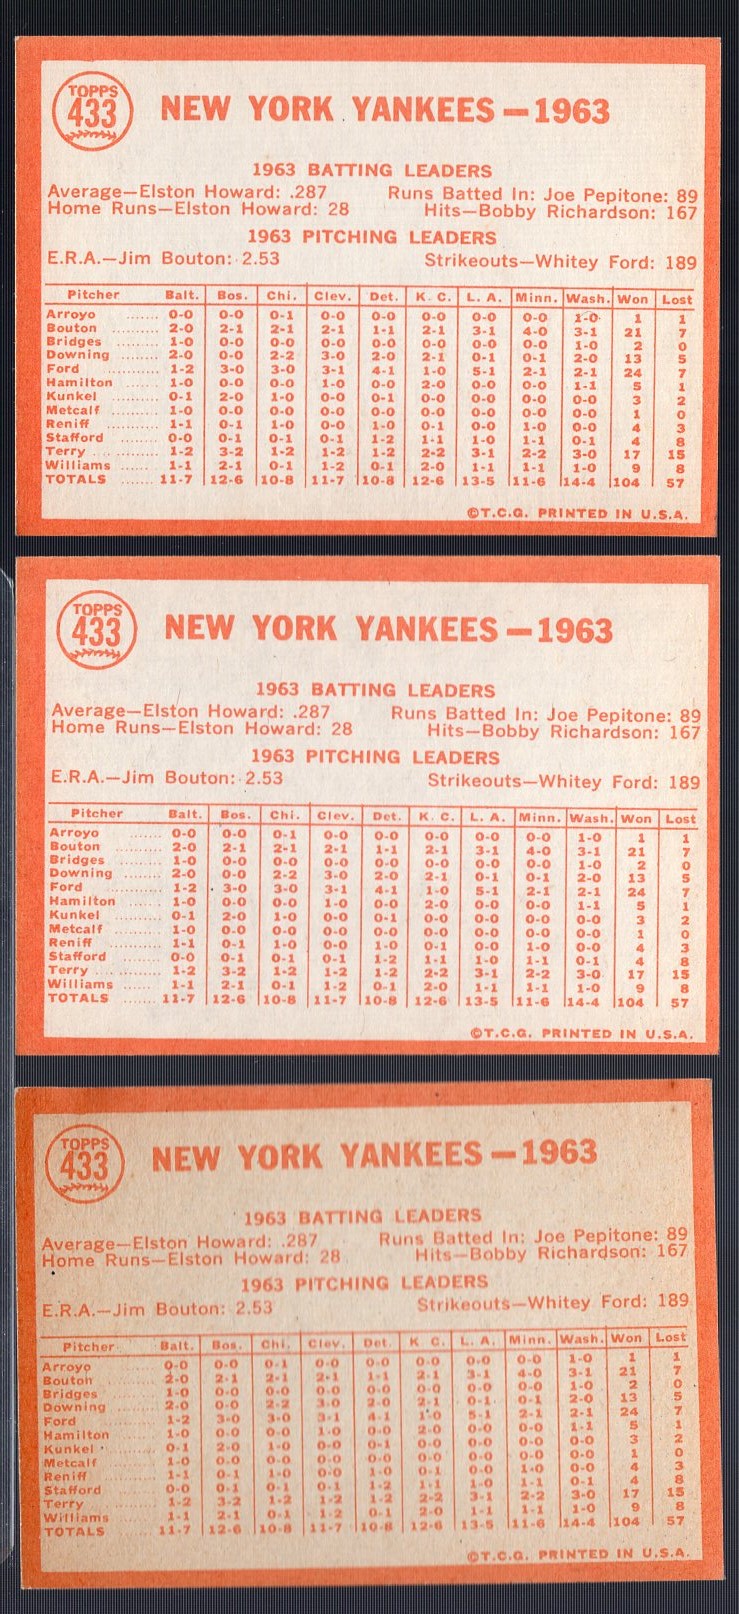 TOPPS
433
NEW YORK YANKEES—1963
1963 BATTING LEADERS
Average—Elston Howard: .287 Runs Batted In: Joe Pepitone: 89
Home Runs—Elston Howard: 28 Hits—Bobby Richardson: 167
1963 PITCHING LEADERS
E.R.A.—Jim Bouton: 2.53 Strikeouts—Whitey Ford: 189
Pitcher Balt. Bos. Chi. Clev. Det. K. C. L. A. Minn. Wash. Won Lost
Arroyo ....... 0-0 0-0 0-1 0-0 0-0 0-0 0-0 0-0 1-0 1 1
Bouton .......... 2-0 2-1 2-1 2-1 1-1 2-1 3-1 4-0 3-1 21 7
Bridges ......... 1-0 0-0 0-0 0-0 0-0 0-0 0-0 0-0 1-0 2 0
Downing ........ 2-0 0-0 2-2 3-0 2-0 2-1 0-1 0-1 2-0 13 5
Ford ............ 1-2 3-0 3-0 3-1 4-1 1-0 5-1 2-1 2-1 24 7
Hamilton ....... 1-0 0-0 0-0 1-0 0-0 2-0 0-0 0-0 1-1 5 1
Kunkel .......... 0-1 2-0 1-0 0-0 0-1 0-0 0-0 0-0 0-0 3 2
Metcalf ......... 1-0 0-0 0-0 0-0 0-0 0-0 0-0 0-0 0-0 1 0
Reniff ........... 1-1 0-1 1-0 0-0 1-0 0-1 0-0 1-0 0-0 4 3
Stafford ........ 0-0 0-1 0-1 0-1 1-2 1-1 1-0 1-1 0-1 4 8
Terry ........... 1-2 3-2 1-2 1-2 1-2 2-2 3-1 2-2 3-0 17 15
Williams ........ 1-1 2-1 0-1 1-2 0-1 2-0 1-1 1-1 1-0 9 8
TOTALS ....... 11-7 12-6 10-8 11-7 10-8 12-6 13-5 11-6 14-4 104 57
©T.C.G. PRINTED IN U.S.A.
TOPPS
433
NEW YORK YANKEES—1963
1963 BATTING LEADERS
Average—Elston Howard: .287 Runs Batted In: Joe Pepitone: 89
Home Runs—Elston Howard: 28 Hits—Bobby Richardson: 167
1963 PITCHING LEADERS
E.R.A.—Jim Bouton: 2.53 Strikeouts—Whitey Ford: 189
Pitcher Balt. Bos. Chi. Clev. Det. K. C. L. A. Minn. Wash. Won Lost
Arroyo ....... 0-0 0-0 0-1 0-0 0-0 0-0 0-0 0-0 1-0 1 1
Bouton .......... 2-0 2-1 2-1 2-1 1-1 2-1 3-1 4-0 3-1 21 7
Bridges ......... 1-0 0-0 0-0 0-0 0-0 0-0 0-0 0-0 1-0 2 0
Downing ........ 2-0 0-0 2-2 3-0 2-0 2-1 0-1 0-1 2-0 13 5
Ford ............ 1-2 3-0 3-0 3-1 4-1 1-0 5-1 2-1 2-1 24 7
Hamilton ....... 1-0 0-0 0-0 1-0 0-0 2-0 0-0 0-0 1-1 5 1
Kunkel .......... 0-1 2-0 1-0 0-0 0-1 0-0 0-0 0-0 0-0 3 2
Metcalf ......... 1-0 0-0 0-0 0-0 0-0 0-0 0-0 0-0 0-0 1 0
Reniff ........... 1-1 0-1 1-0 0-0 1-0 0-1 0-0 1-0 0-0 4 3
Stafford ........ 0-0 0-1 0-1 0-1 1-2 1-1 1-0 1-1 0-1 4 8
Terry ........... 1-2 3-2 1-2 1-2 1-2 2-2 3-1 2-2 3-0 17 15
Williams ........ 1-1 2-1 0-1 1-2 0-1 2-0 1-1 1-1 1-0 9 8
TOTALS ....... 11-7 12-6 10-8 11-7 10-8 12-6 13-5 11-6 14-4 104 57
©T.C.G. PRINTED IN U.S.A.
TOPPS
433
NEW YORK YANKEES—1963
1963 BATTING LEADERS
Average—Elston Howard: .287 Runs Batted In: Joe Pepitone: 89
Home Runs—Elston Howard: 28 Hits—Bobby Richardson: 167
1963 PITCHING LEADERS
E.R.A.—Jim Bouton: 2.53 Strikeouts—Whitey Ford: 189
Pitcher Balt. Bos. Chi. Clev. Det. K. C. L. A. Minn. Wash. Won Lost
Arroyo ....... 0-0 0-0 0-1 0-0 0-0 0-0 0-0 0-0 1-0 1 1
Bouton .......... 2-0 2-1 2-1 2-1 1-1 2-1 3-1 4-0 3-1 21 7
Bridges ......... 1-0 0-0 0-0 0-0 0-0 0-0 0-0 0-0 1-0 2 0
Downing ........ 2-0 0-0 2-2 3-0 2-0 2-1 0-1 0-1 2-0 13 5
Ford ............ 1-2 3-0 3-0 3-1 4-1 1-0 5-1 2-1 2-1 24 7
Hamilton ....... 1-0 0-0 0-0 1-0 0-0 2-0 0-0 0-0 1-1 5 1
Kunkel .......... 0-1 2-0 1-0 0-0 0-1 0-0 0-0 0-0 0-0 3 2
Metcalf ......... 1-0 0-0 0-0 0-0 0-0 0-0 0-0 0-0 0-0 1 0
Reniff ........... 1-1 0-1 1-0 0-0 1-0 0-1 0-0 1-0 0-0 4 3
Stafford ........ 0-0 0-1 0-1 0-1 1-2 1-1 1-0 1-1 0-1 4 8
Terry ........... 1-2 3-2 1-2 1-2 1-2 2-2 3-1 2-2 3-0 17 15
Williams ........ 1-1 2-1 0-1 1-2 0-1 2-0 1-1 1-1 1-0 9 8
TOTALS ....... 11-7 12-6 10-8 11-7 10-8 12-6 13-5 11-6 14-4 104 57
©T.C.G. PRINTED IN U.S.A.